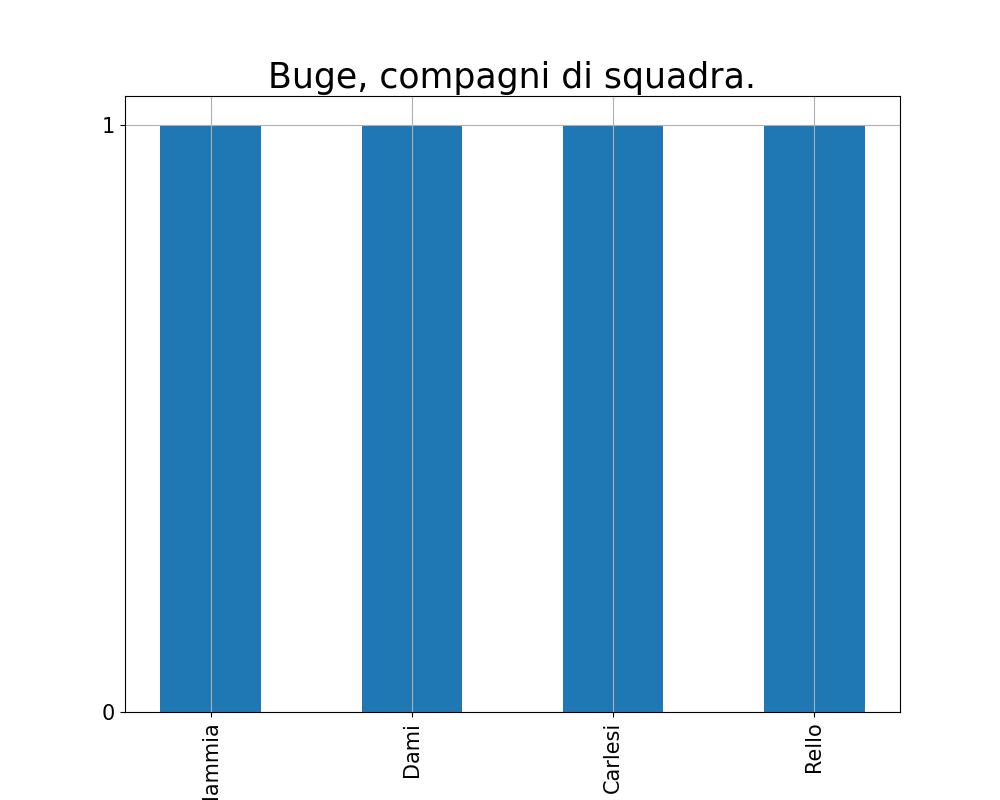 Buge, compagni di squadra.
1
0
Dami
Carlesi
Rello